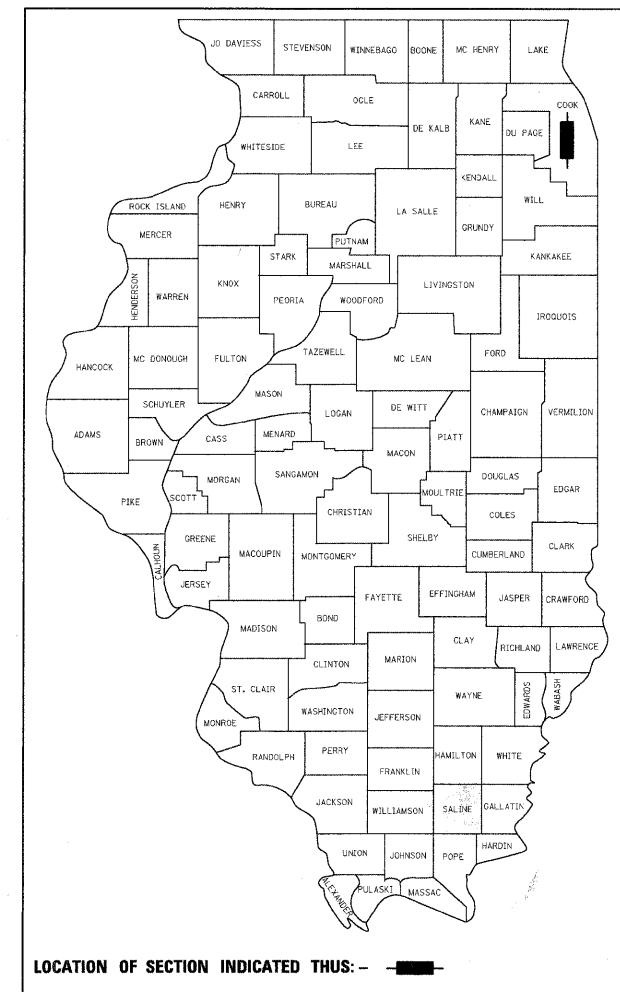 JO DAVIESS STEVENSON WINNEBAGO BOONE MC HENRY LAKE
CARROLL OGLE COOK
DE KALB KANE DU PAGE
WHITESIDE LEE
KENDALL
ROCK ISLAND HENRY BUREAU LA SALLE WILL
MERCER PUTNAM GRUNDY
STARK MARSHALL KANKAKEE
HENDERSON WARREN KNOX PEORIA WOODFORD LIVINGSTON
IROQUOIS
HANCOCK MC DONOUGH FULTON TAZEWELL MC LEAN FORD
MASON
SCHUYLER LOGAN DE WITT CHAMPAIGN VERMILION
ADAMS BROWN CASS MENARD PIATT
MACON
MORGAN SANGAMON DOUGLAS EDGAR
PIKE SCOTT CHRISTIAN MOULTRIE COLES
GREENE MACOUPIN MONTGOMERY SHELBY CUMBERLAND CLARK
CALHOUN JERSEY
FAYETTE EFFINGHAM JASPER CRAWFORD
MADISON BOND
CLAY RICHLAND LAWRENCE
CLINTON MARION
ST. CLAIR WAYNE EDWARDS WABASH
MONROE WASHINGTON JEFFERSON
RANDOLPH PERRY HAMILTON WHITE
FRANKLIN
JACKSON WILLIAMSON SALINE GALLATIN
UNION JOHNSON POPE HARDIN
ALEXANDER PULASKI MASSAC
LOCATION OF SECTION INDICATED THUS: –